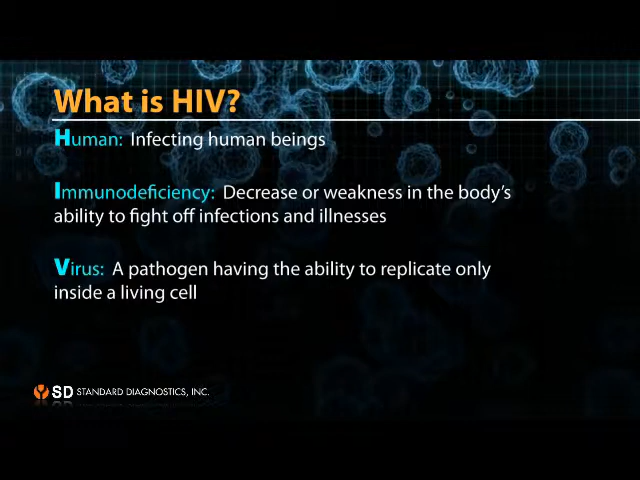 What is HIV?
Human: Infecting human beings
Immunodeficiency: Decrease or weakness in the body's
ability to fight off infections and illnesses
Virus: A pathogen having the ability to replicate only
inside a living cell
SD STANDARD DIAGNOSTICS, INC.